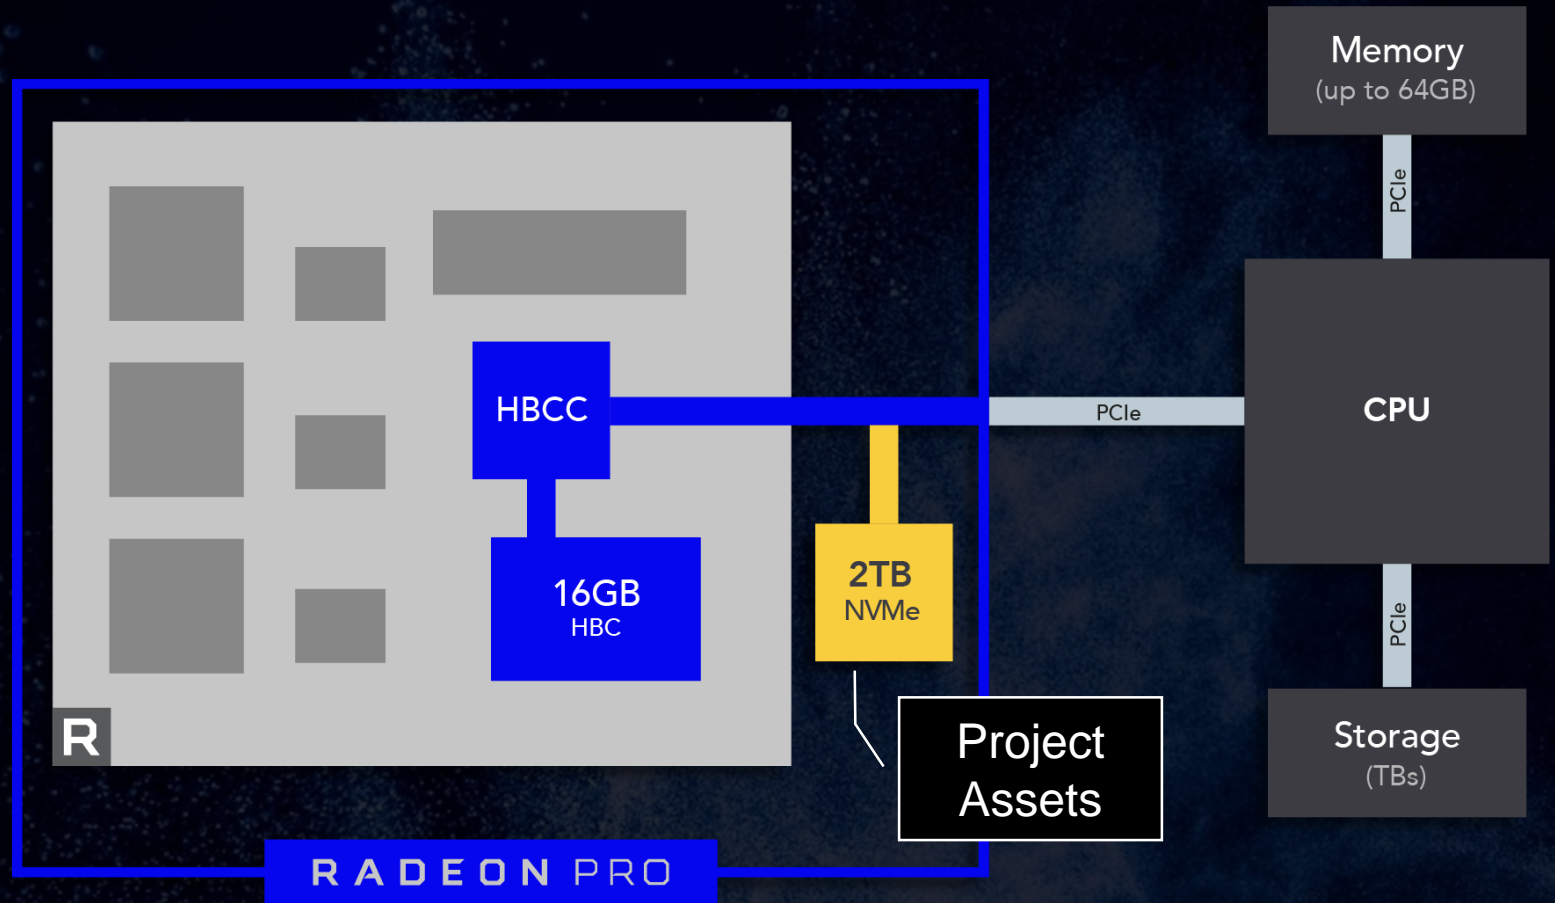 Memory
(up to 64GB)
PCIe
HBCC
PCIe
CPU
16GB
HBC
2TB
NVMe
PCIe
R
Project
Assets
Storage
(TBs)
RADEON PRO